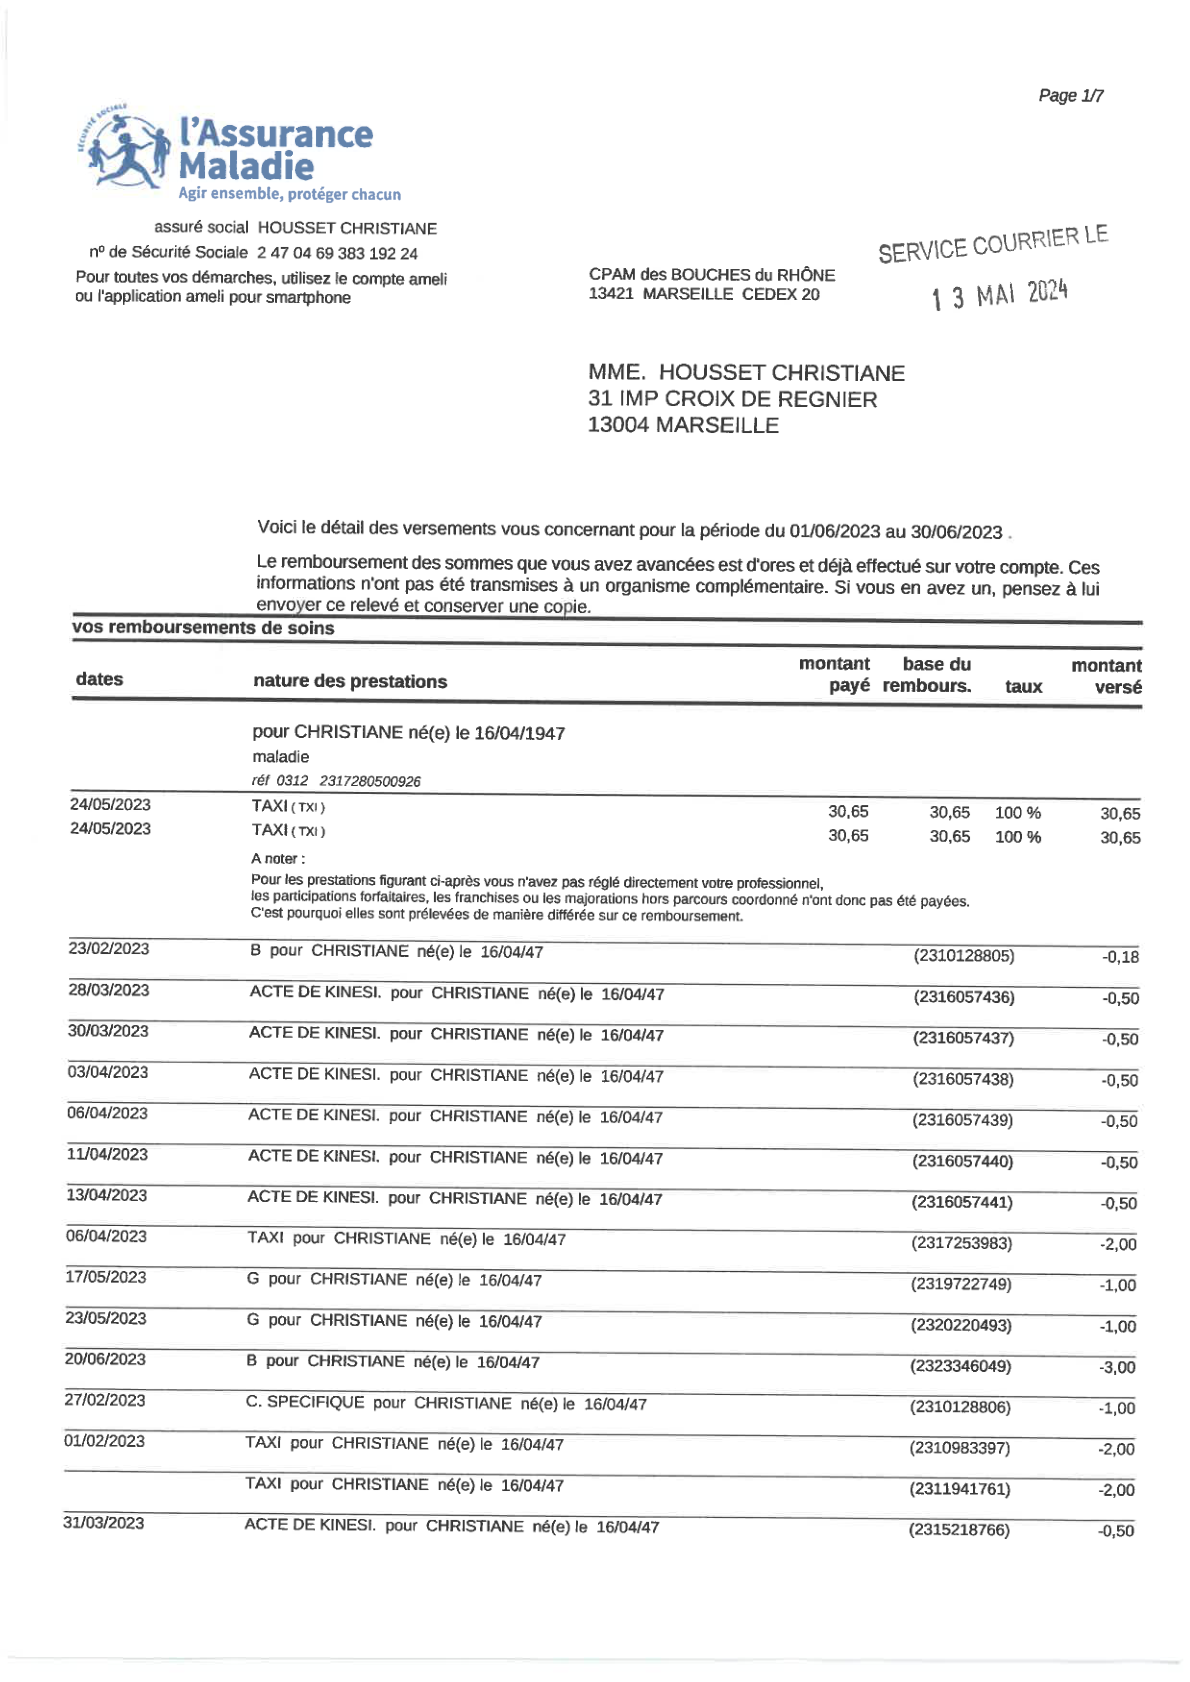 Page 1/7
SÉCURITÉ SOCIALE
l'Assurance
Maladie
Agir ensemble, protéger chacun
assuré social HOUSSET CHRISTIANE
nº de Sécurité Sociale 2 47 04 69 383 192 24
Pour toutes vos démarches, utilisez le compte ameli
ou l'application ameli pour smartphone
CPAM des BOUCHES du RHÔNE
13421 MARSEILLE CEDEX 20
SERVICE COURRIER LE
13 MAI 2024
MME. HOUSSET CHRISTIANE
31 IMP CROIX DE REGNIER
13004 MARSEILLE
Voici le détail des versements vous concernant pour la période du 01/06/2023 au 30/06/2023 .
Le remboursement des sommes que vous avez avancées est d'ores et déjà effectué sur votre compte. Ces
informations n'ont pas été transmises à un organisme complémentaire. Si vous en avez un, pensez à lui
envoyer ce relevé et conserver une copie.
vos remboursements de soins
dates nature des prestations montant payé base du rembours. taux montant versé
pour CHRISTIANE né(e) le 16/04/1947
maladie
réf 0312 2317280500926
24/05/2023 TAXI ( TXI ) 30,65 30,65 100 % 30,65
24/05/2023 TAXI ( TXI ) 30,65 30,65 100 % 30,65
A noter :
Pour les prestations figurant ci-après vous n'avez pas réglé directement votre professionnel,
les participations forfaitaires, les franchises ou les majorations hors parcours coordonné n'ont donc pas été payées.
C'est pourquoi elles sont prélevées de manière différée sur ce remboursement.
23/02/2023 B pour CHRISTIANE né(e) le 16/04/47 (2310128805) -0,18
28/03/2023 ACTE DE KINESI. pour CHRISTIANE né(e) le 16/04/47 (2316057436) -0,50
30/03/2023 ACTE DE KINESI. pour CHRISTIANE né(e) le 16/04/47 (2316057437) -0,50
03/04/2023 ACTE DE KINESI. pour CHRISTIANE né(e) le 16/04/47 (2316057438) -0,50
06/04/2023 ACTE DE KINESI. pour CHRISTIANE né(e) le 16/04/47 (2316057439) -0,50
11/04/2023 ACTE DE KINESI. pour CHRISTIANE né(e) le 16/04/47 (2316057440) -0,50
13/04/2023 ACTE DE KINESI. pour CHRISTIANE né(e) le 16/04/47 (2316057441) -0,50
06/04/2023 TAXI pour CHRISTIANE né(e) le 16/04/47 (2317253983) -2,00
17/05/2023 G pour CHRISTIANE né(e) le 16/04/47 (2319722749) -1,00
23/05/2023 G pour CHRISTIANE né(e) le 16/04/47 (2320220493) -1,00
20/06/2023 B pour CHRISTIANE né(e) le 16/04/47 (2323346049) -3,00
27/02/2023 C. SPECIFIQUE pour CHRISTIANE né(e) le 16/04/47 (2310128806) -1,00
01/02/2023 TAXI pour CHRISTIANE né(e) le 16/04/47 (2310983397) -2,00
TAXI pour CHRISTIANE né(e) le 16/04/47 (2311941761) -2,00
31/03/2023 ACTE DE KINESI. pour CHRISTIANE né(e) le 16/04/47 (2315218766) -0,50